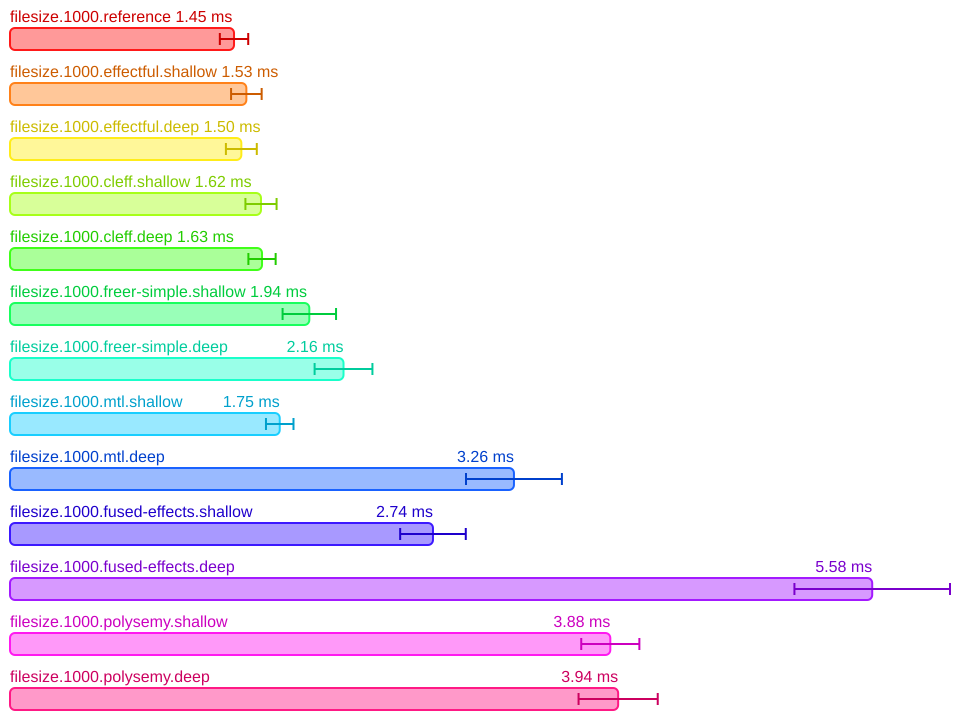 filesize.1000.reference 1.45 ms
filesize.1000.effectful.shallow 1.53 ms
filesize.1000.effectful.deep 1.50 ms
filesize.1000.cleff.shallow 1.62 ms
filesize.1000.cleff.deep 1.63 ms
filesize.1000.freer-simple.shallow 1.94 ms
filesize.1000.freer-simple.deep 2.16 ms
filesize.1000.mtl.shallow 1.75 ms
filesize.1000.mtl.deep 3.26 ms
filesize.1000.fused-effects.shallow 2.74 ms
filesize.1000.fused-effects.deep 5.58 ms
filesize.1000.polysemy.shallow 3.88 ms
filesize.1000.polysemy.deep 3.94 ms